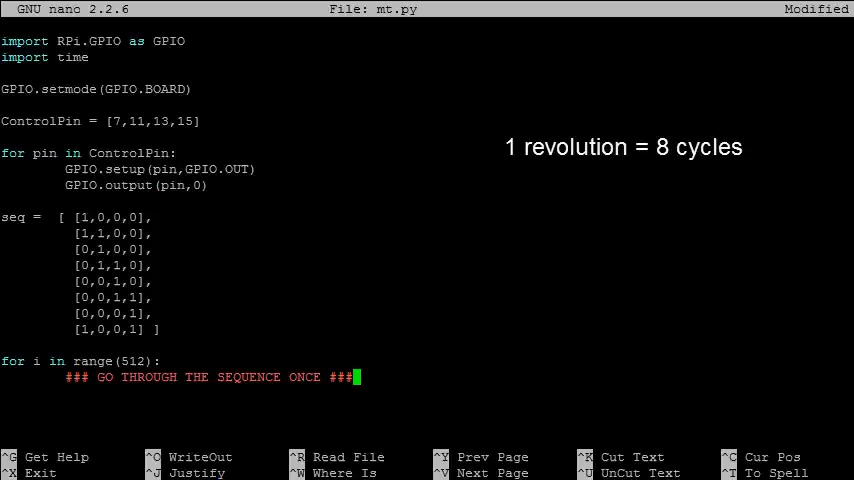 GNU nano 2.2.6 File: mt.py Modified
import RPi.GPIO as GPIO
import time
GPIO.setmode(GPIO.BOARD)
ControlPin = [7,11,13,15]
for pin in ControlPin:
GPIO.setup(pin,GPIO.OUT)
GPIO.output(pin,0)
1 revolution = 8 cycles
seq = [ [1,0,0,0],
[1,1,0,0],
[0,1,0,0],
[0,1,1,0],
[0,0,1,0],
[0,0,1,1],
[0,0,0,1],
[1,0,0,1] ]
for i in range(512):
### GO THROUGH THE SEQUENCE ONCE ###
^G Get Help ^O WriteOut ^R Read File ^Y Prev Page ^K Cut Text ^C Cur Pos
^X Exit ^J Justify ^W Where Is ^V Next Page ^U UnCut Text ^T To Spell